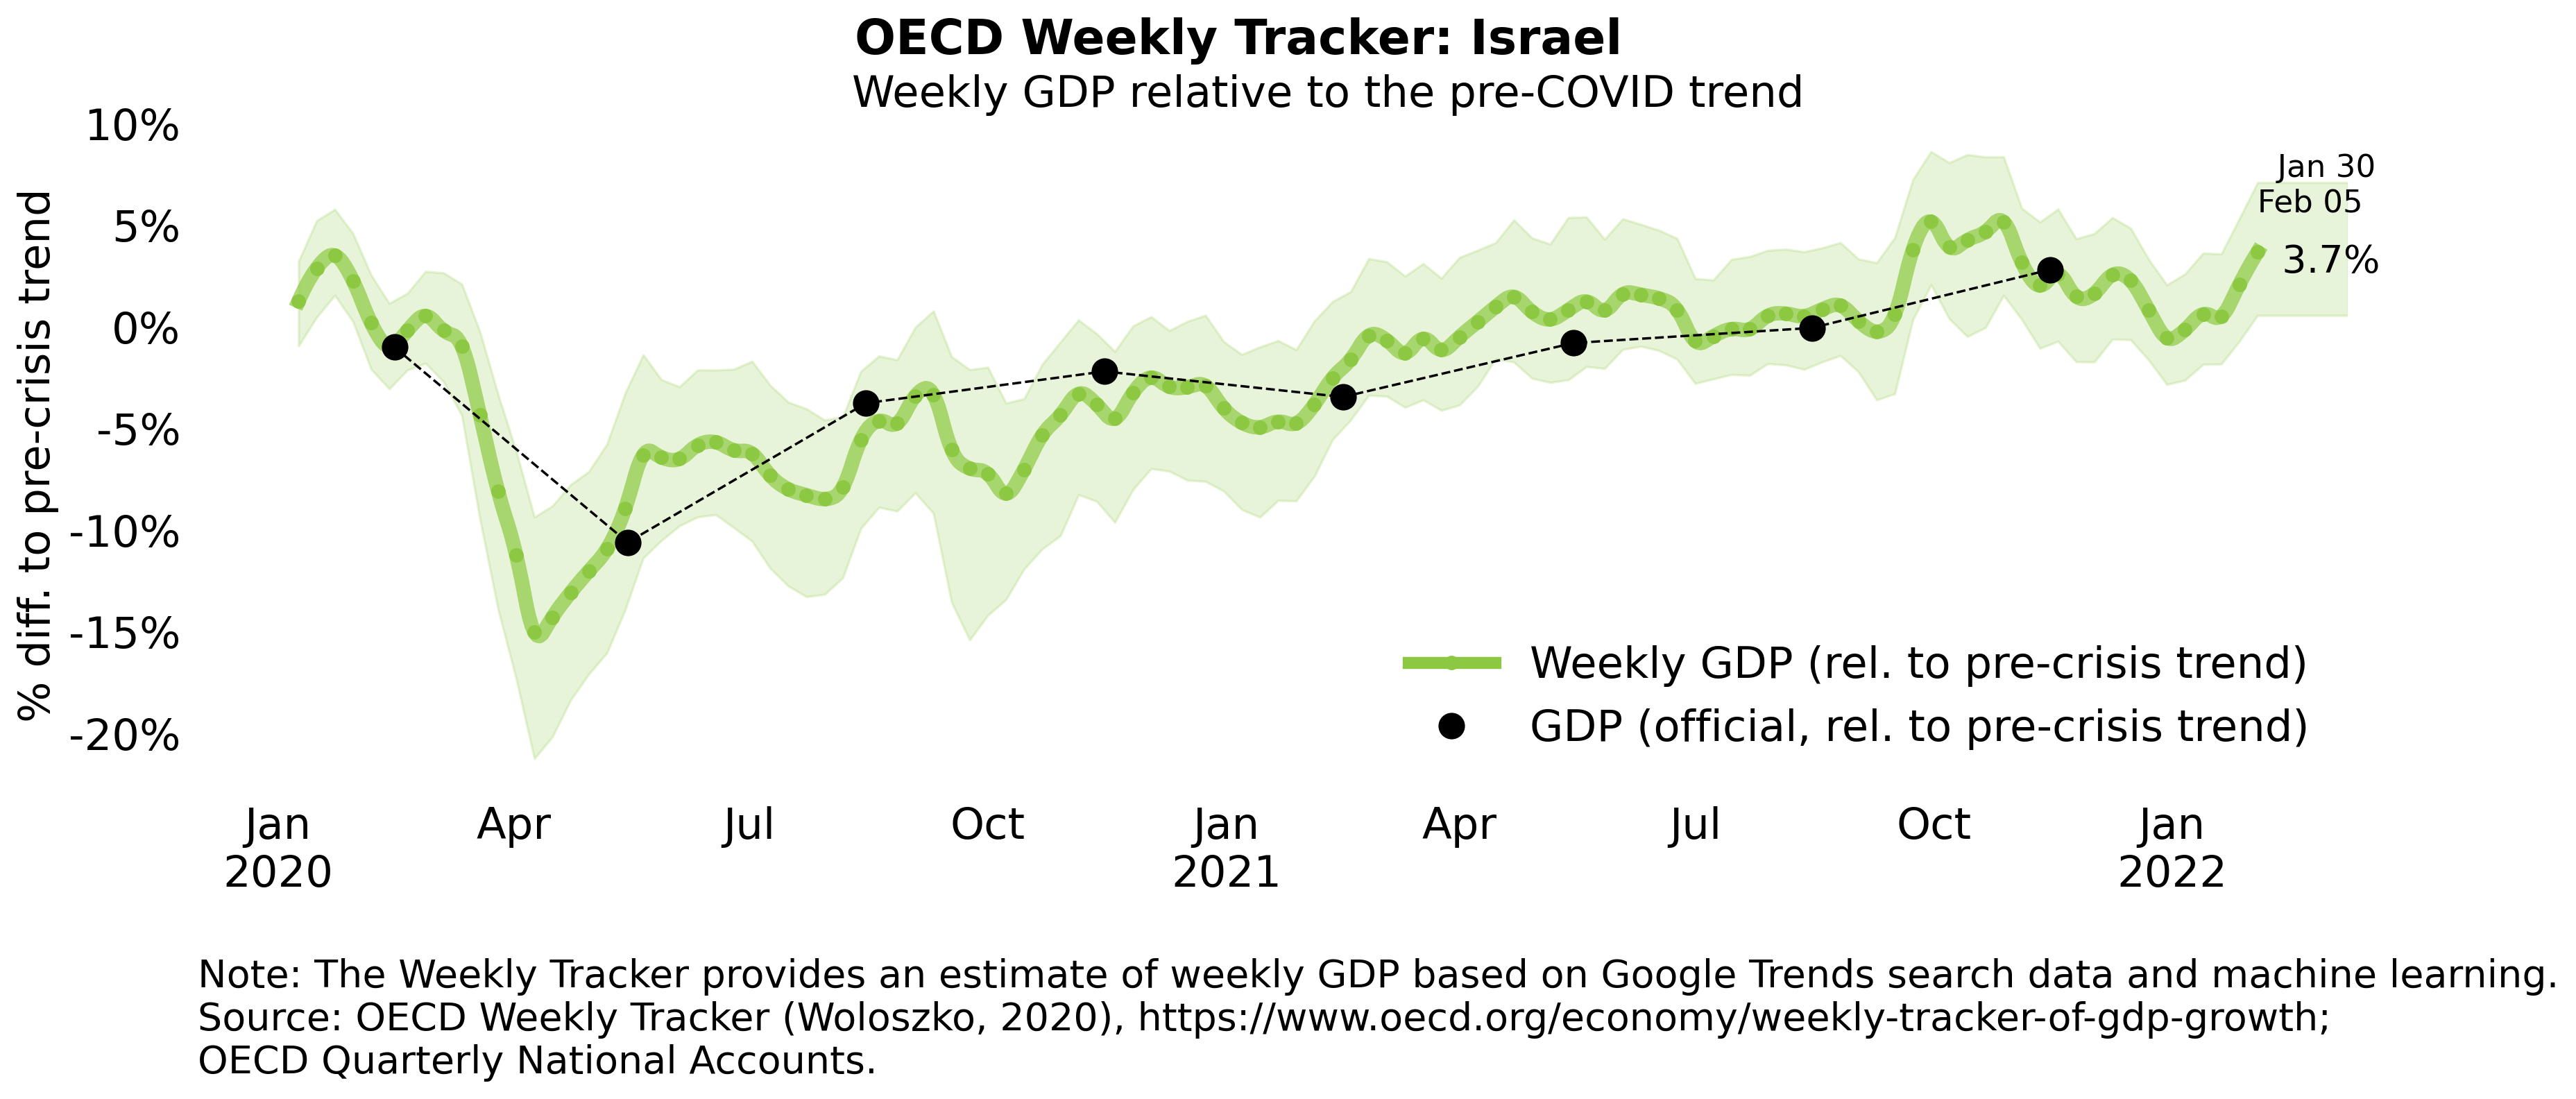 OECD Weekly Tracker: Israel
Weekly GDP relative to the pre-COVID trend
% diff. to pre-crisis trend
10%
5%
0%
-5%
-10%
-15%
-20%
Jan 30
Feb 05
3.7%
Weekly GDP (rel. to pre-crisis trend)
GDP (official, rel. to pre-crisis trend)
Jan Apr Jul Oct Jan Apr Jul Oct Jan
2020 2021 2022
Note: The Weekly Tracker provides an estimate of weekly GDP based on Google Trends search data and machine learning.
Source: OECD Weekly Tracker (Woloszko, 2020), https://www.oecd.org/economy/weekly-tracker-of-gdp-growth;
OECD Quarterly National Accounts.